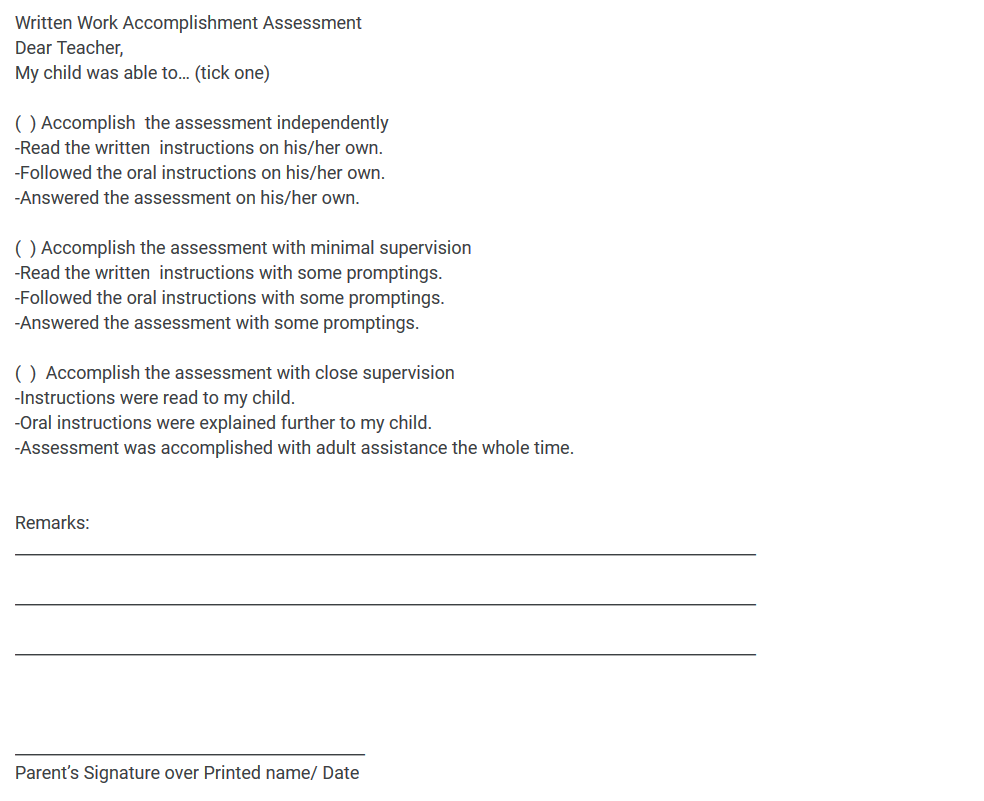 Written Work Accomplishment Assessment
Dear Teacher,
My child was able to… (tick one)
( ) Accomplish  the assessment independently
-Read the written  instructions on his/her own.
-Followed the oral instructions on his/her own.
-Answered the assessment on his/her own.
( ) Accomplish the assessment with minimal supervision
-Read the written  instructions with some promptings.
-Followed the oral instructions with some promptings.
-Answered the assessment with some promptings.
( )  Accomplish the assessment with close supervision
-Instructions were read to my child.
-Oral instructions were explained further to my child.
-Assessment was accomplished with adult assistance the whole time.
Remarks:
Parent’s Signature over Printed name/ Date